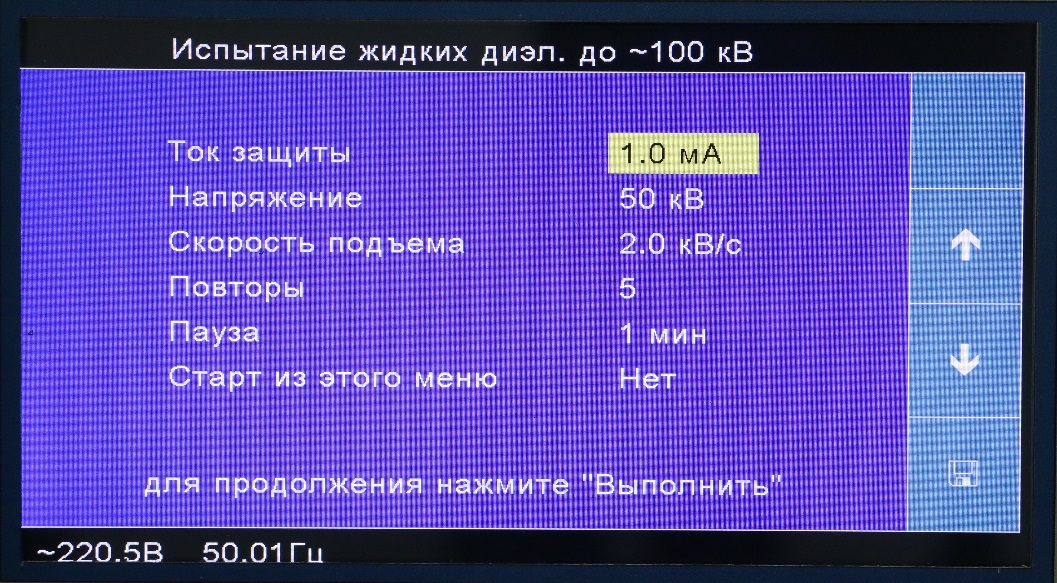 Испытание жидких диэл. до ~100 кВ
Ток защиты 1.0 мА
Напряжение 50 кВ
Скорость подъема 2.0 кВ/с
Повторы 5
Пауза 1 мин
Старт из этого меню Нет
для продолжения нажмите "Выполнить"
~220.5В 50.01Гц